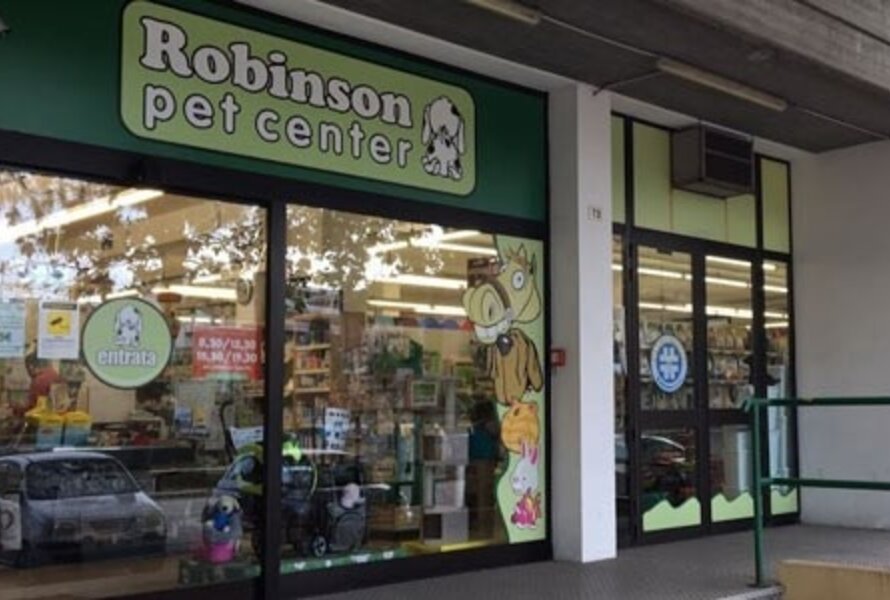 Robinson
pet center
entrata
8,30/12,30
15,30/19,30